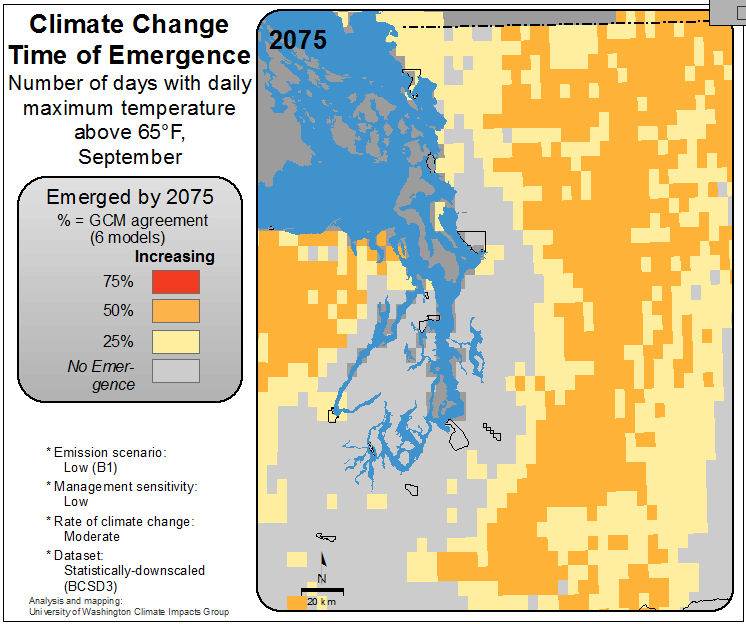 Climate Change
Time of Emergence
Number of days with daily
maximum temperature
above 65°F,
September
Emerged by 2075
% = GCM agreement
(6 models)
Increasing
75%
50%
25%
No Emer-
gence
* Emission scenario:
Low (B1)
* Management sensitivity:
Low
* Rate of climate change:
Moderate
* Dataset:
Statistically-downscaled
(BCSD3)
Analysis and mapping:
University of Washington Climate Impacts Group
2075
N
20 km